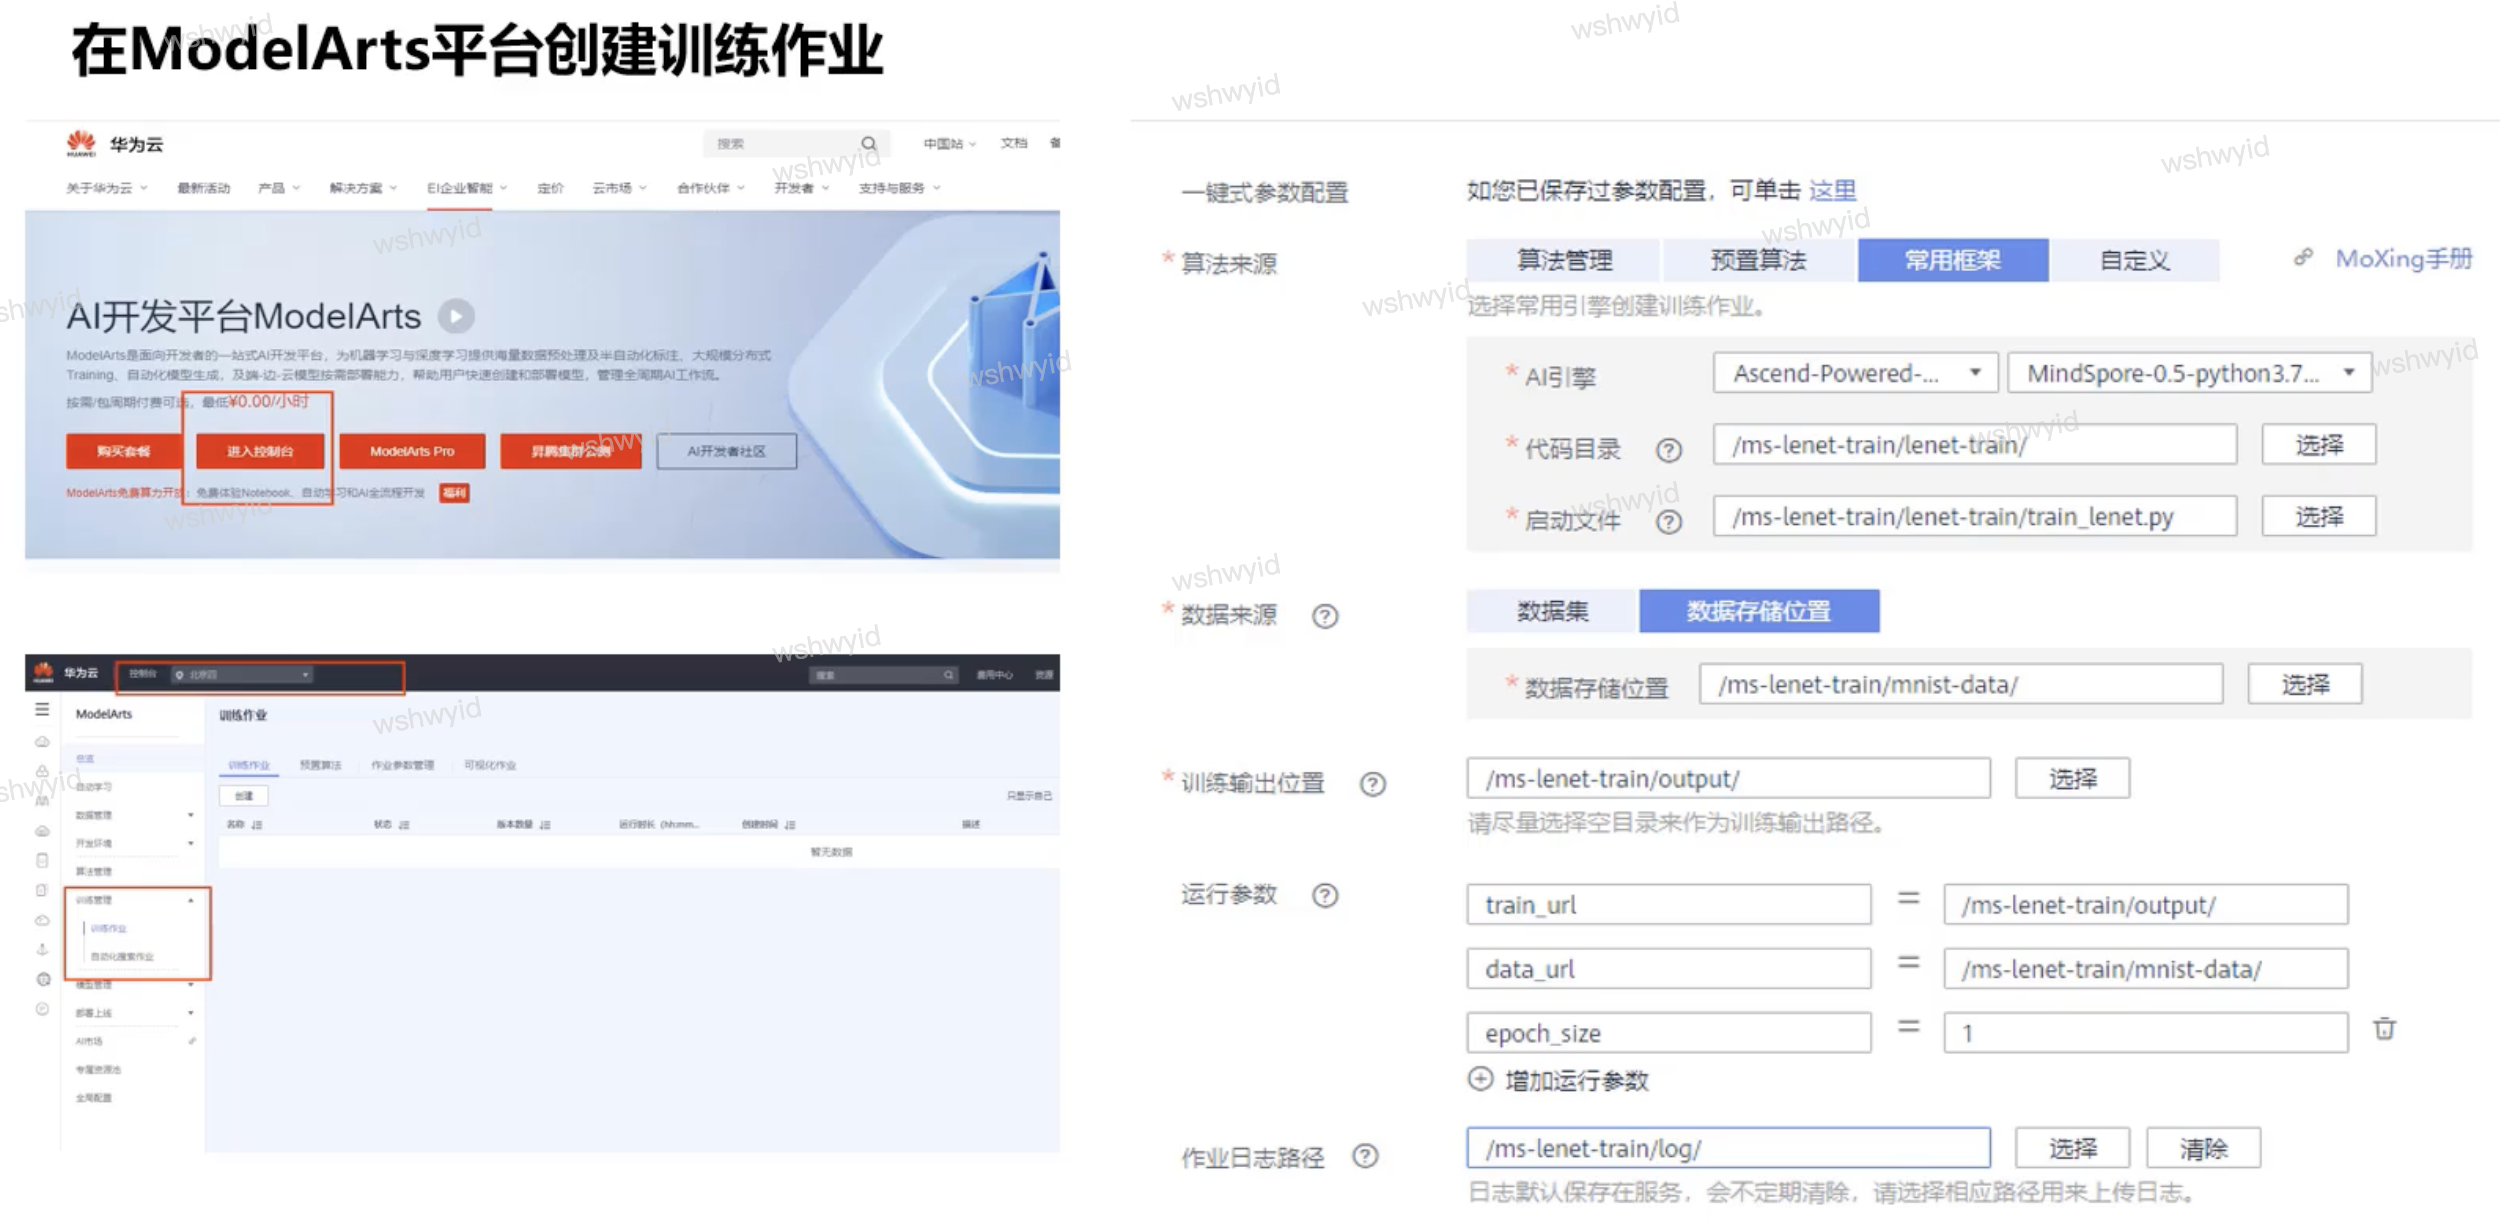 在ModelArts平台创建训练作业
HUAWEI 华为云 搜索 中国站 文档
关于华为云 最新活动 产品 解决方案 EI企业智能 定价 云市场 合作伙伴 开发者 支持与服务
AI开发平台ModelArts
ModelArts是面向开发者的一站式AI开发平台，为机器学习与深度学习提供海量数据预处理及半自动化标注、大规模分布式
Training、自动化模型生成，及端-边-云模型按需部署能力，帮助用户快速创建和部署模型，管理全周期AI工作流。
按需/包周期付费可选，最低¥0.00/小时
购买套餐 进入控制台 ModelArts Pro 昇腾集群公测 AI开发者社区
ModelArts免费算力开放：免费体验Notebook、自动学习和AI全流程开发 福利
华为云 控制台 北京四 搜索 费用中心 资源
ModelArts
总览
自动学习
数据管理
开发环境
算法管理
训练管理
训练作业
自动化搜索作业
模型管理
部署上线
AI市场
专属资源池
全局配置
训练作业
训练作业 预置算法 作业参数管理 可视化作业
创建 只显示自己
名称 状态 版本数量 运行时长 (hh:mm... 创建时间 描述
暂无数据
一键式参数配置 如您已保存过参数配置，可单击 这里
* 算法来源 算法管理 预置算法 常用框架 自定义 MoXing手册
选择常用引擎创建训练作业。
* AI引擎 Ascend-Powered-... MindSpore-0.5-python3.7...
* 代码目录 /ms-lenet-train/lenet-train/ 选择
* 启动文件 /ms-lenet-train/lenet-train/train_lenet.py 选择
* 数据来源 数据集 数据存储位置
* 数据存储位置 /ms-lenet-train/mnist-data/ 选择
* 训练输出位置 /ms-lenet-train/output/ 选择
请尽量选择空目录来作为训练输出路径。
运行参数 train_url = /ms-lenet-train/output/
data_url = /ms-lenet-train/mnist-data/
epoch_size = 1
增加运行参数
作业日志路径 /ms-lenet-train/log/ 选择 清除
日志默认保存在服务，会不定期清除，请选择相应路径用来上传日志。
wshwyid